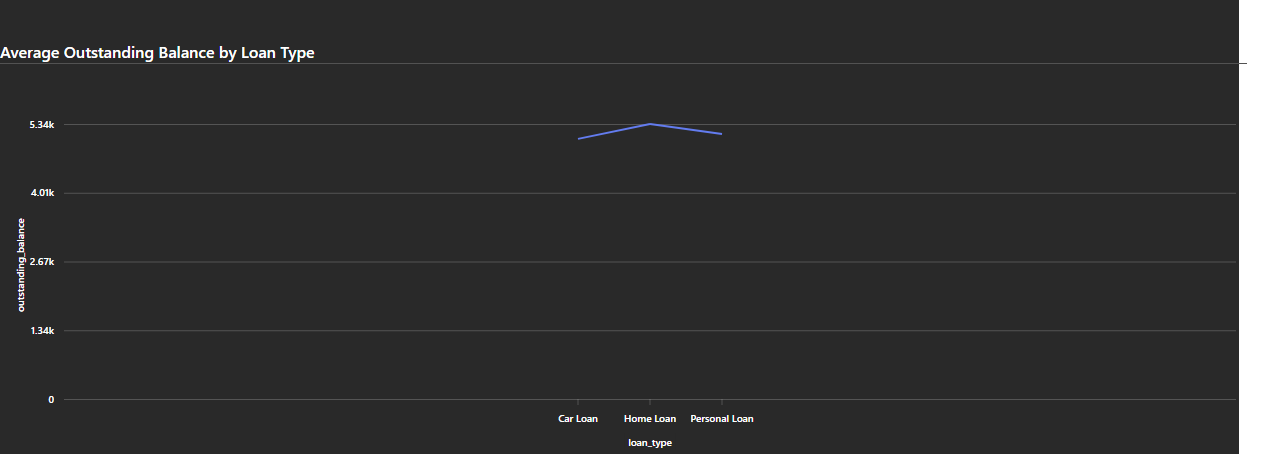 Average Outstanding Balance by Loan Type
5.34k
4.01k
outstanding_balance
2.67k
1.34k
0
Car Loan Home Loan Personal Loan
loan_type